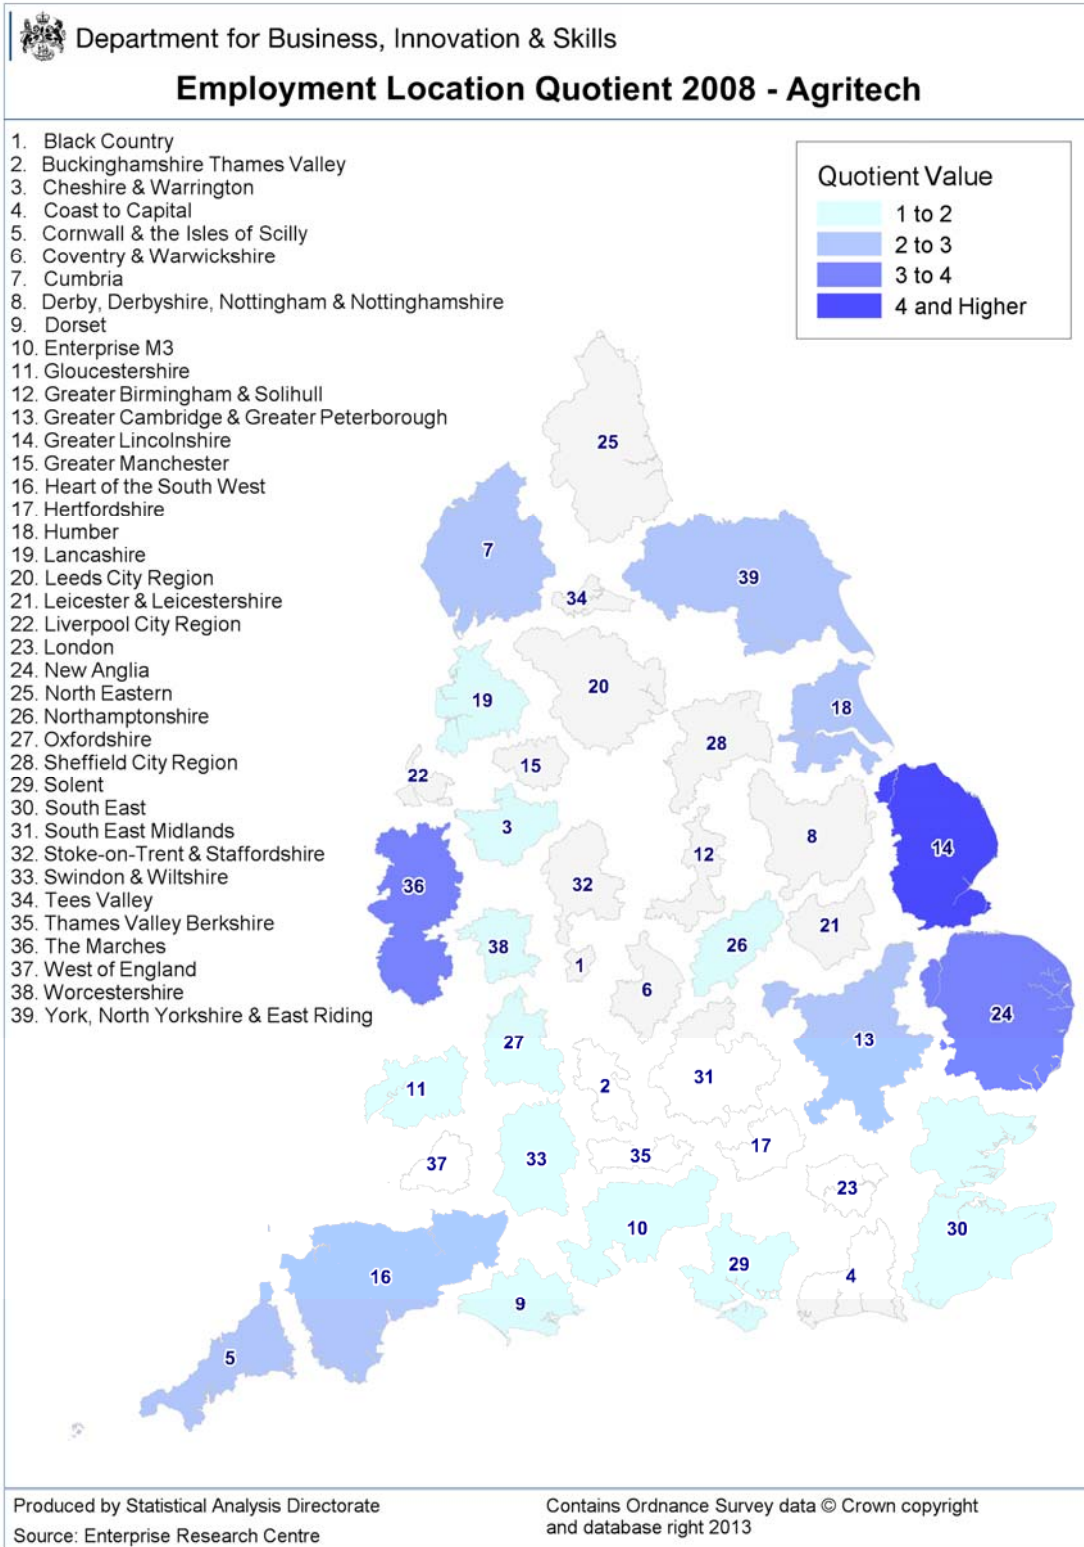 Department for Business, Innovation & Skills
Employment Location Quotient 2008 - Agritech
1. Black Country
2. Buckinghamshire Thames Valley
3. Cheshire & Warrington
4. Coast to Capital
5. Cornwall & the Isles of Scilly
6. Coventry & Warwickshire
7. Cumbria
8. Derby, Derbyshire, Nottingham & Nottinghamshire
9. Dorset
10. Enterprise M3
11. Gloucestershire
12. Greater Birmingham & Solihull
13. Greater Cambridge & Greater Peterborough
14. Greater Lincolnshire
15. Greater Manchester
16. Heart of the South West
17. Hertfordshire
18. Humber
19. Lancashire
20. Leeds City Region
21. Leicester & Leicestershire
22. Liverpool City Region
23. London
24. New Anglia
25. North Eastern
26. Northamptonshire
27. Oxfordshire
28. Sheffield City Region
29. Solent
30. South East
31. South East Midlands
32. Stoke-on-Trent & Staffordshire
33. Swindon & Wiltshire
34. Tees Valley
35. Thames Valley Berkshire
36. The Marches
37. West of England
38. Worcestershire
39. York, North Yorkshire & East Riding
Quotient Value
1 to 2
2 to 3
3 to 4
4 and Higher
25
7
39
34
20
19
18
28
15
22
3
8
14
12
36
32
21
26
38
1
6
24
27
13
31
2
11
17
35
33
37
23
10
30
29
4
16
9
5
Produced by Statistical Analysis Directorate
Source: Enterprise Research Centre
Contains Ordnance Survey data © Crown copyright
and database right 2013